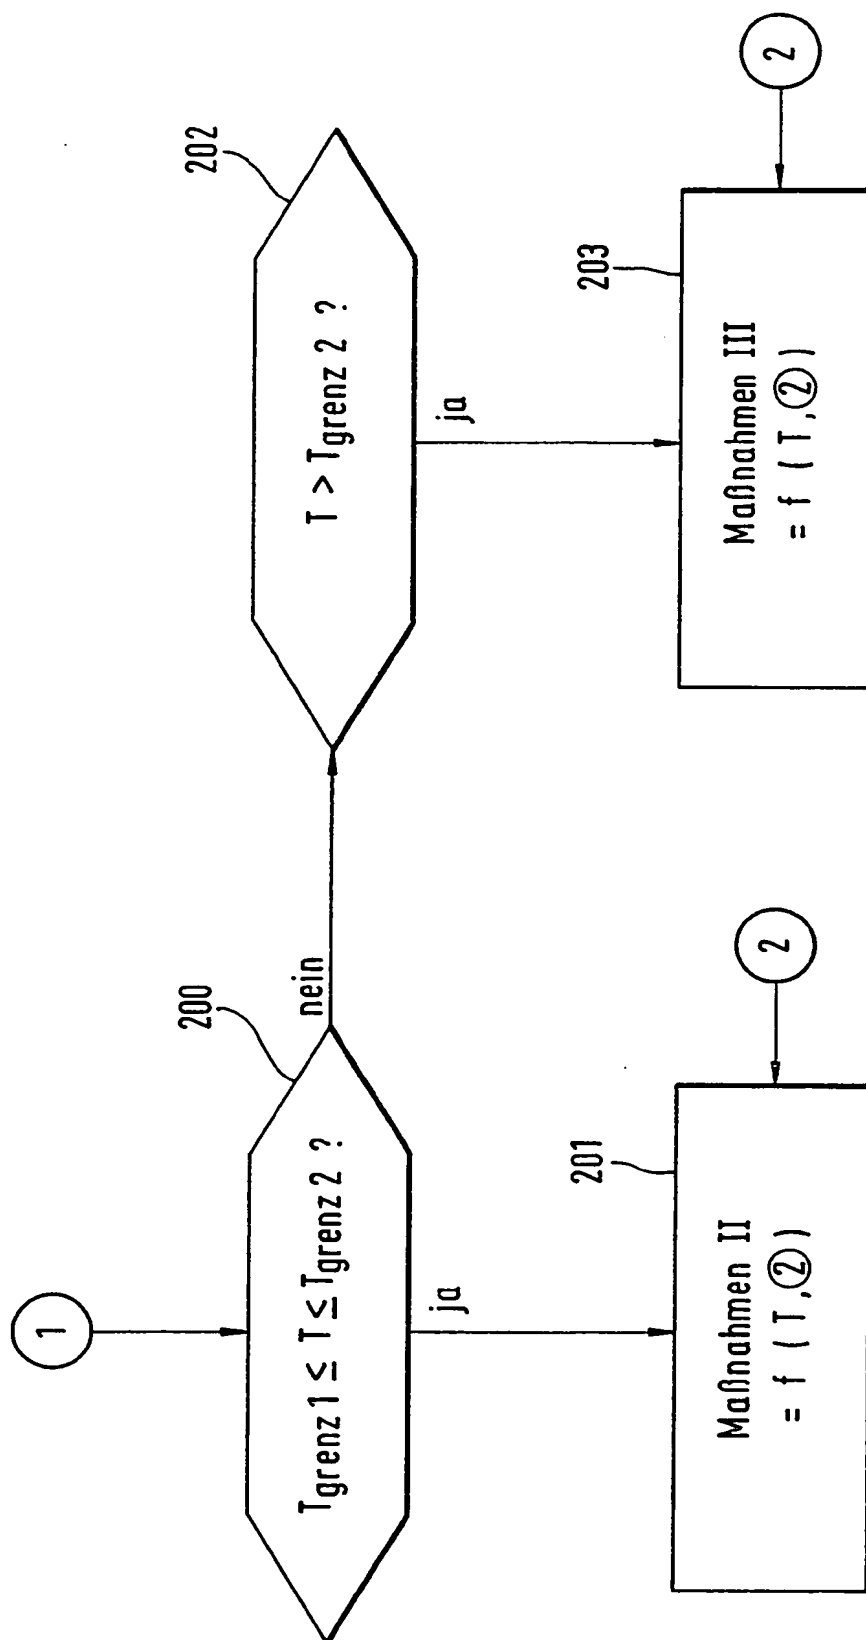 1
200
Tgrenz 1 ≤ T ≤ Tgrenz 2 ?
nein
ja
202
T > Tgrenz 2 ?
ja
201
Maßnahmen II
= f ( T, ② )
2
203
Maßnahmen III
= f ( T, ② )
2